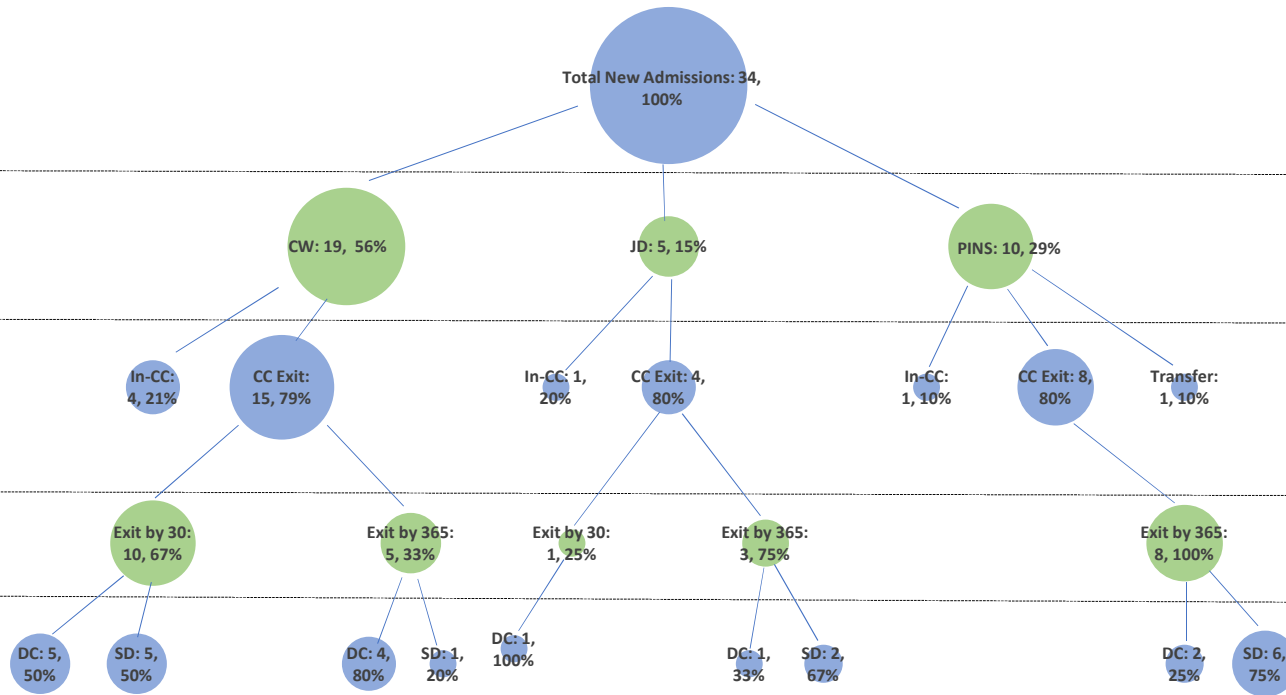 Total New Admissions: 34,
100%
CW: 19, 56%
JD: 5, 15%
PINS: 10, 29%
In-CC:
4, 21%
CC Exit:
15, 79%
In-CC: 1,
20%
CC Exit: 4,
80%
In-CC:
1, 10%
CC Exit: 8,
80%
Transfer:
1, 10%
Exit by 30:
10, 67%
Exit by 365:
5, 33%
Exit by 30:
1, 25%
Exit by 365:
3, 75%
Exit by 365:
8, 100%
DC: 5,
50%
SD: 5,
50%
DC: 4,
80%
SD: 1,
20%
DC: 1,
100%
DC: 1,
33%
SD: 2,
67%
DC: 2,
25%
SD: 6,
75%